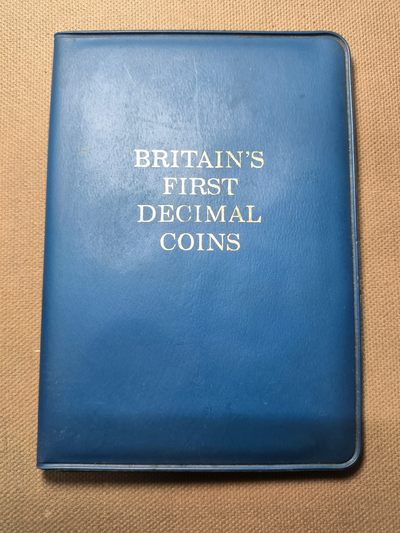 BRITAIN'S
FIRST
DECIMAL
COINS